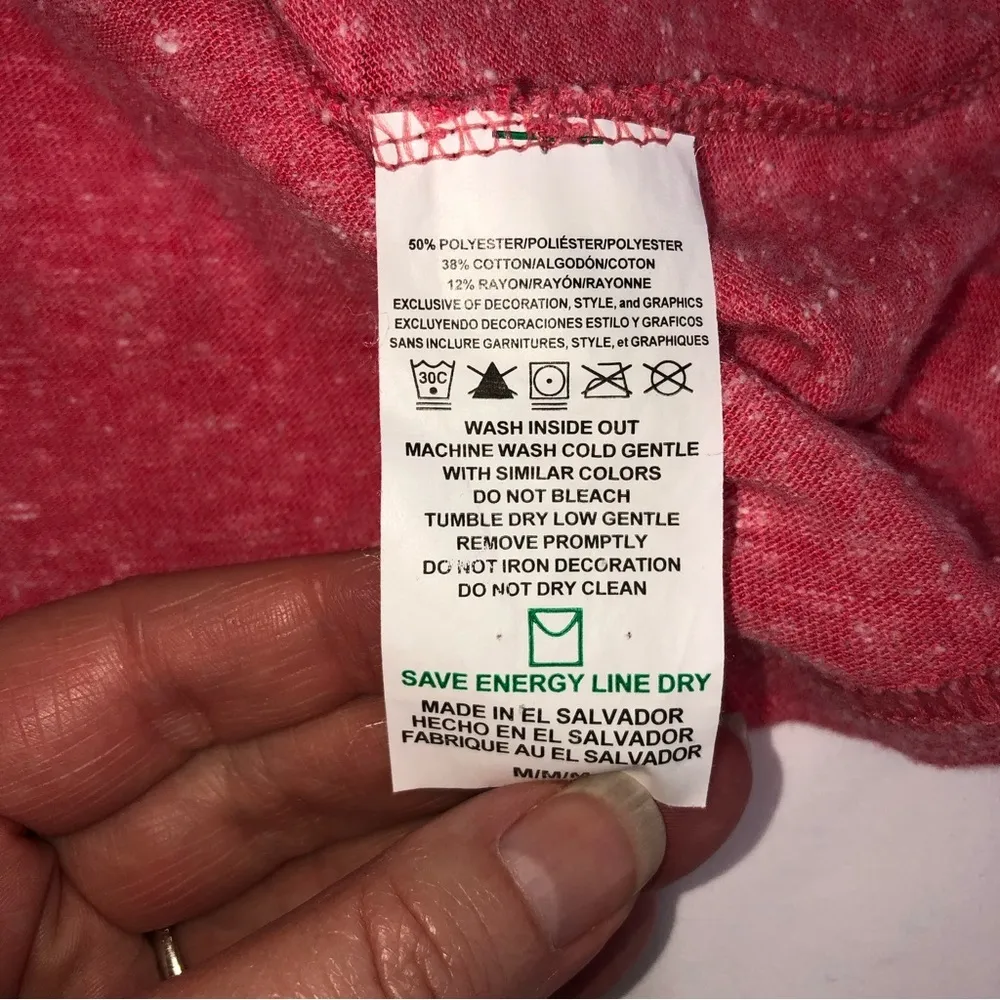 50% POLYESTER/POLIÉSTER/POLYESTER
38% COTTON/ALGODÓN/COTON
12% RAYON/RAYÓN/RAYONNE
EXCLUSIVE OF DECORATION, STYLE, and GRAPHICS
EXCLUYENDO DECORACIONES ESTILO Y GRAFICOS
SANS INCLURE GARNITURES, STYLE, et GRAPHIQUES
30C
WASH INSIDE OUT
MACHINE WASH COLD GENTLE
WITH SIMILAR COLORS
DO NOT BLEACH
TUMBLE DRY LOW GENTLE
REMOVE PROMPTLY
DO NOT IRON DECORATION
DO NOT DRY CLEAN
SAVE ENERGY LINE DRY
MADE IN EL SALVADOR
HECHO EN EL SALVADOR
FABRIQUE AU EL SALVADOR
M/M/M